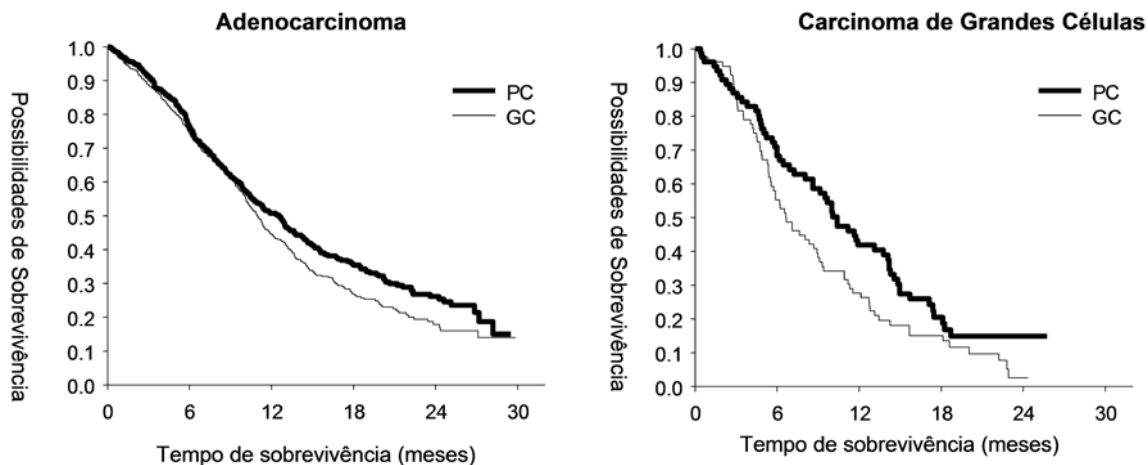 Adenocarcinoma
Possibilidades de Sobrevivência
1.0
0.9
0.8
0.7
0.6
0.5
0.4
0.3
0.2
0.1
0.0
PC
GC
0 6 12 18 24 30
Tempo de sobrevivência (meses)
Carcinoma de Grandes Células
Possibilidades de Sobrevivência
1.0
0.9
0.8
0.7
0.6
0.5
0.4
0.3
0.2
0.1
0.0
PC
GC
0 6 12 18 24 30
Tempo de sobrevivência (meses)